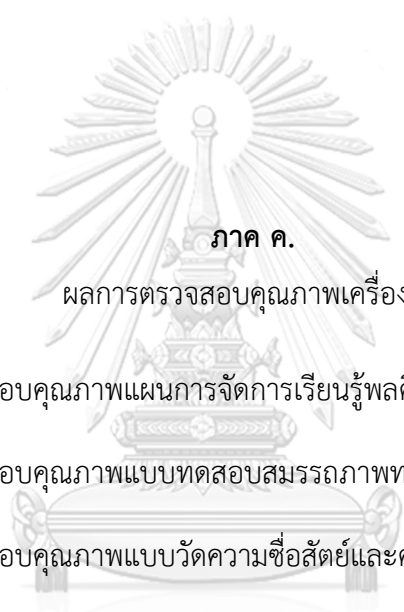 ภาค ค.
ผลการตรวจสอบคุณภาพเครื่อง
อบคุณภาพแผนการจัดการเรียนรู้พล
อบคุณภาพแบบทดสอบสมรรถภาพท
อบคุณภาพแบบวัดความซื่อสัตย์และ